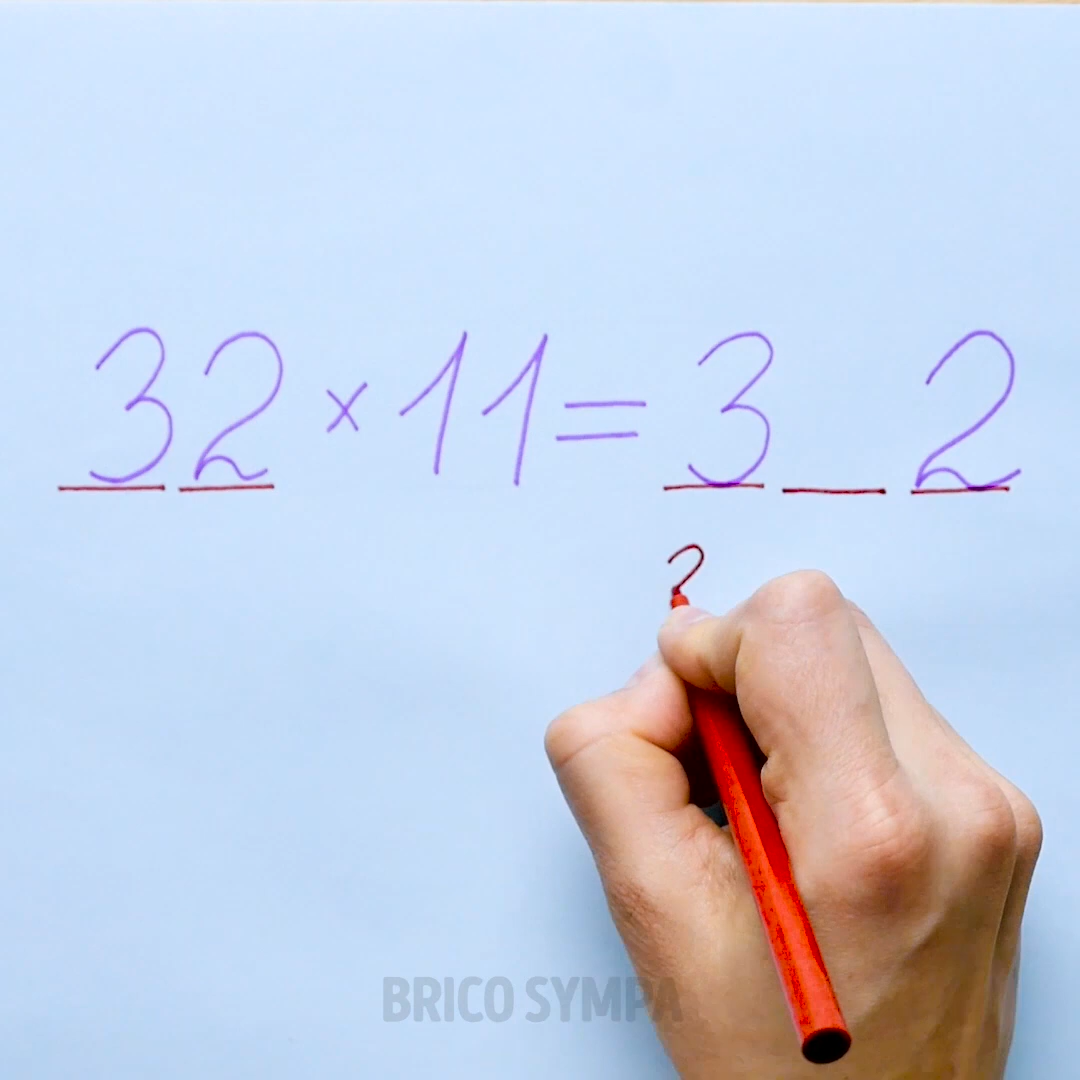 32 × 11 = 3_2
BRICO SYMPA